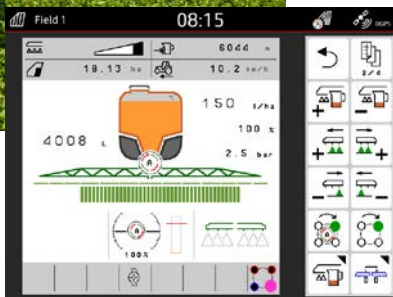 Field 1
08:15
DGPS
6044
18.13 ha
10.2 km/h
150 l/ha
100 %
4008 L
2.5 bar
A
A
100%
2/4